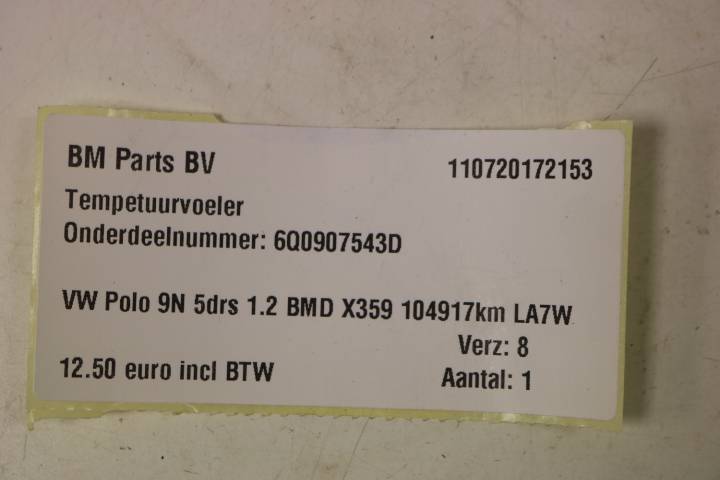 BM Parts BV 110720172153
Tempetuurvoeler
Onderdeelnummer: 6Q0907543D
VW Polo 9N 5drs 1.2 BMD X359 104917km LA7W
Verz: 8
12.50 euro incl BTW Aantal: 1